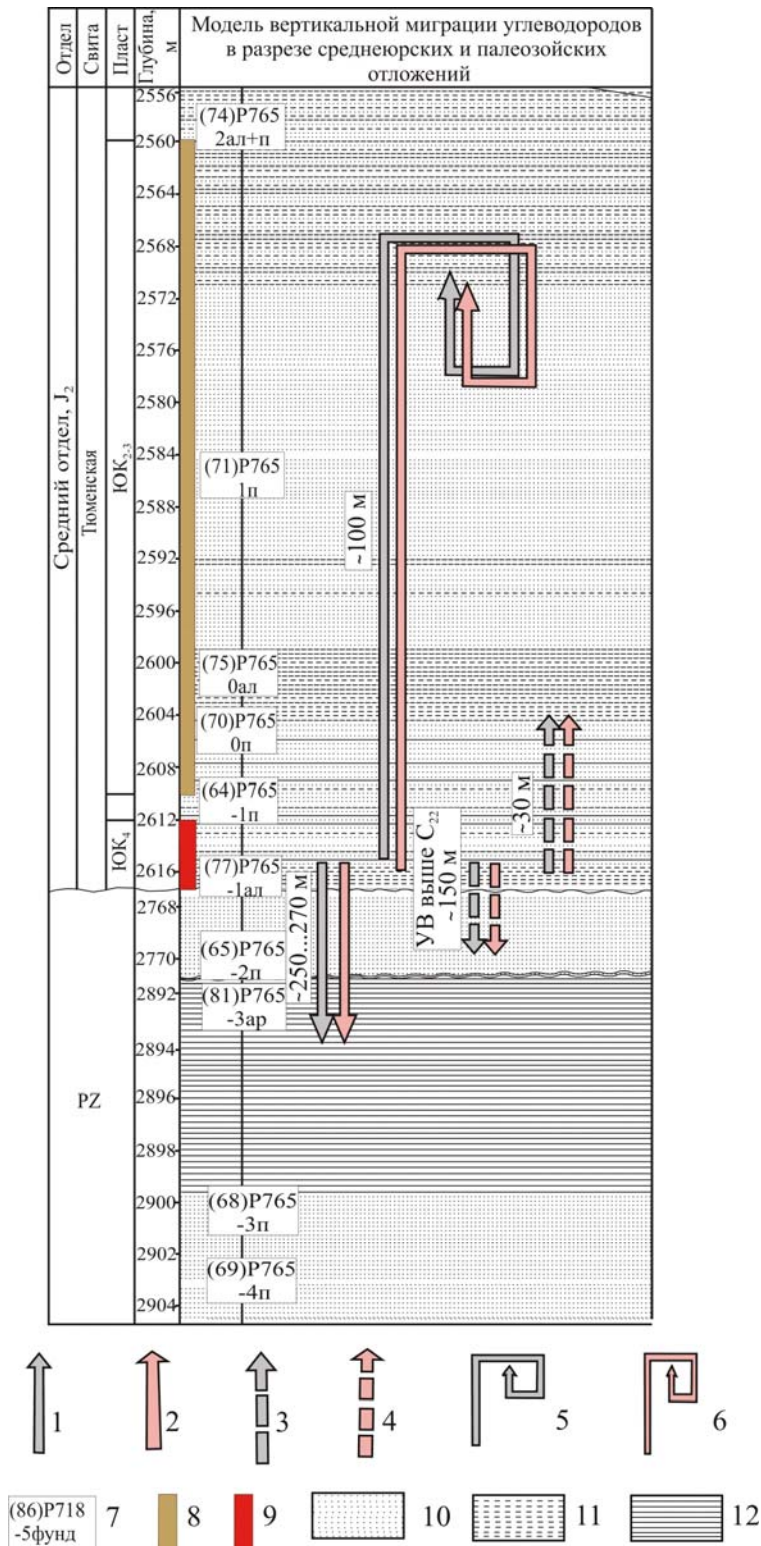 Отдел
Свита
Пласт
Глубина, м
Модель вертикальной миграции углеводородов
в разрезе среднеюрских и палеозойских
отложений
Средний отдел, J₂
Тюменская
ЮК₂₋₃
ЮК₄
PZ
2556
2560
2564
2568
2572
2576
2580
2584
2588
2592
2596
2600
2604
2608
2612
2616
2768
2770
2892
2894
2896
2898
2900
2902
2904
(74)Р765
2ал+п
(71)Р765
1п
(75)Р765
0ал
(70)Р765
0п
(64)Р765
-1п
(77)Р765
-1ал
(65)Р765
-2п
(81)Р765
-3ар
(68)Р765
-3п
(69)Р765
-4п
~100 м
~250...270 м
УВ выше С₂₂
~150 м
~30 м
1
2
3
4
5
6
(86)Р718
-5фунд
7
8
9
10
11
12